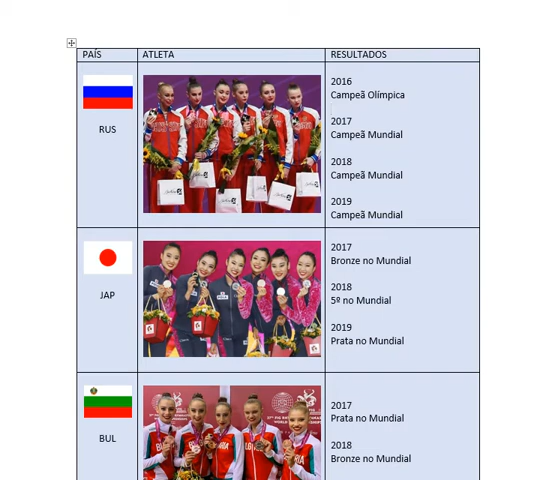 PAÍS ATLETA RESULTADOS
RUS
2016
Campeã Olímpica
2017
Campeã Mundial
2018
Campeã Mundial
2019
Campeã Mundial
JAP
2017
Bronze no Mundial
2018
5º no Mundial
2019
Prata no Mundial
BUL
2017
Prata no Mundial
2018
Bronze no Mundial